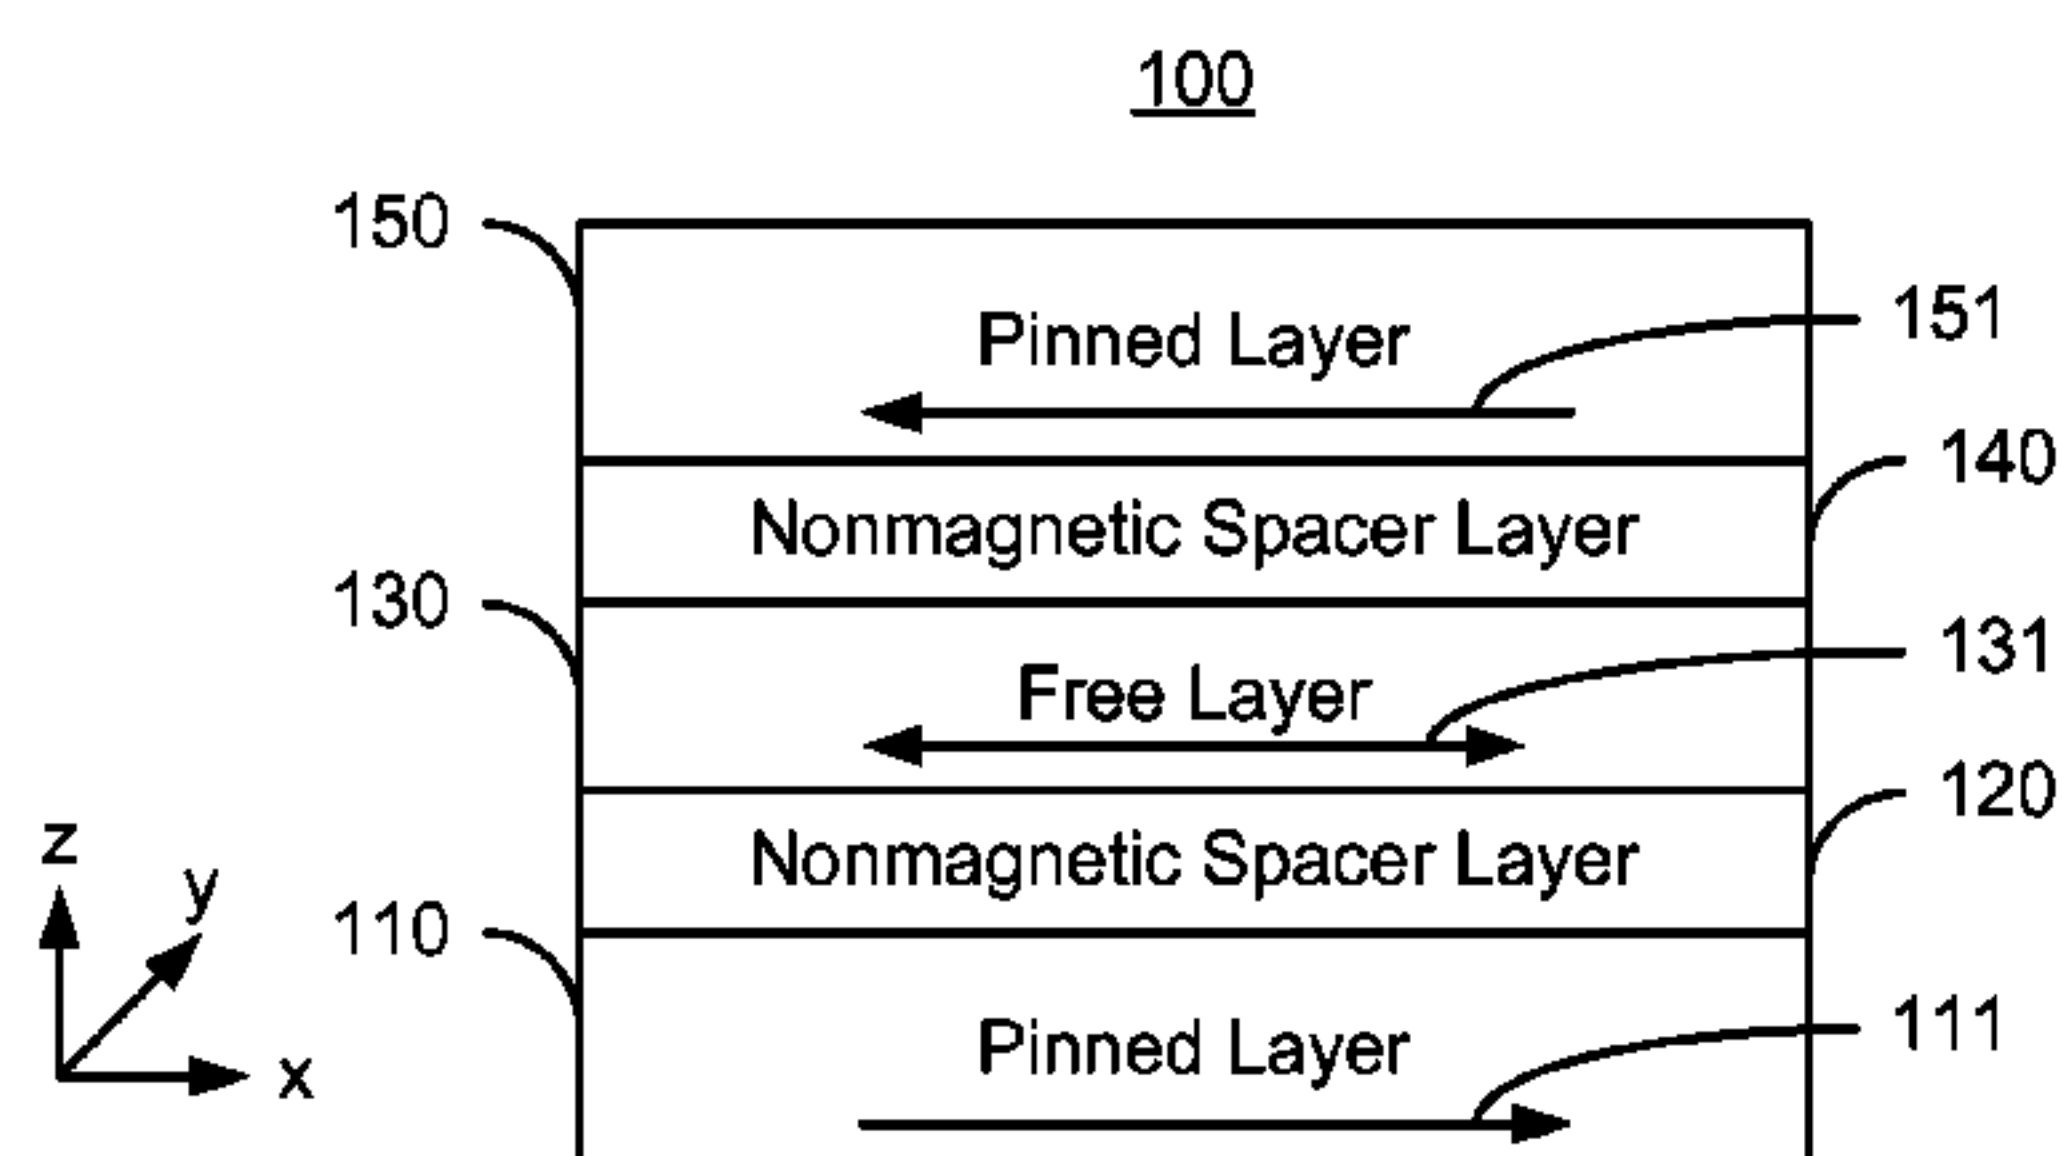 100
150
Pinned Layer
151
140
Nonmagnetic Spacer Layer
130
Free Layer
131
120
Nonmagnetic Spacer Layer
z
y
x
110
Pinned Layer
111